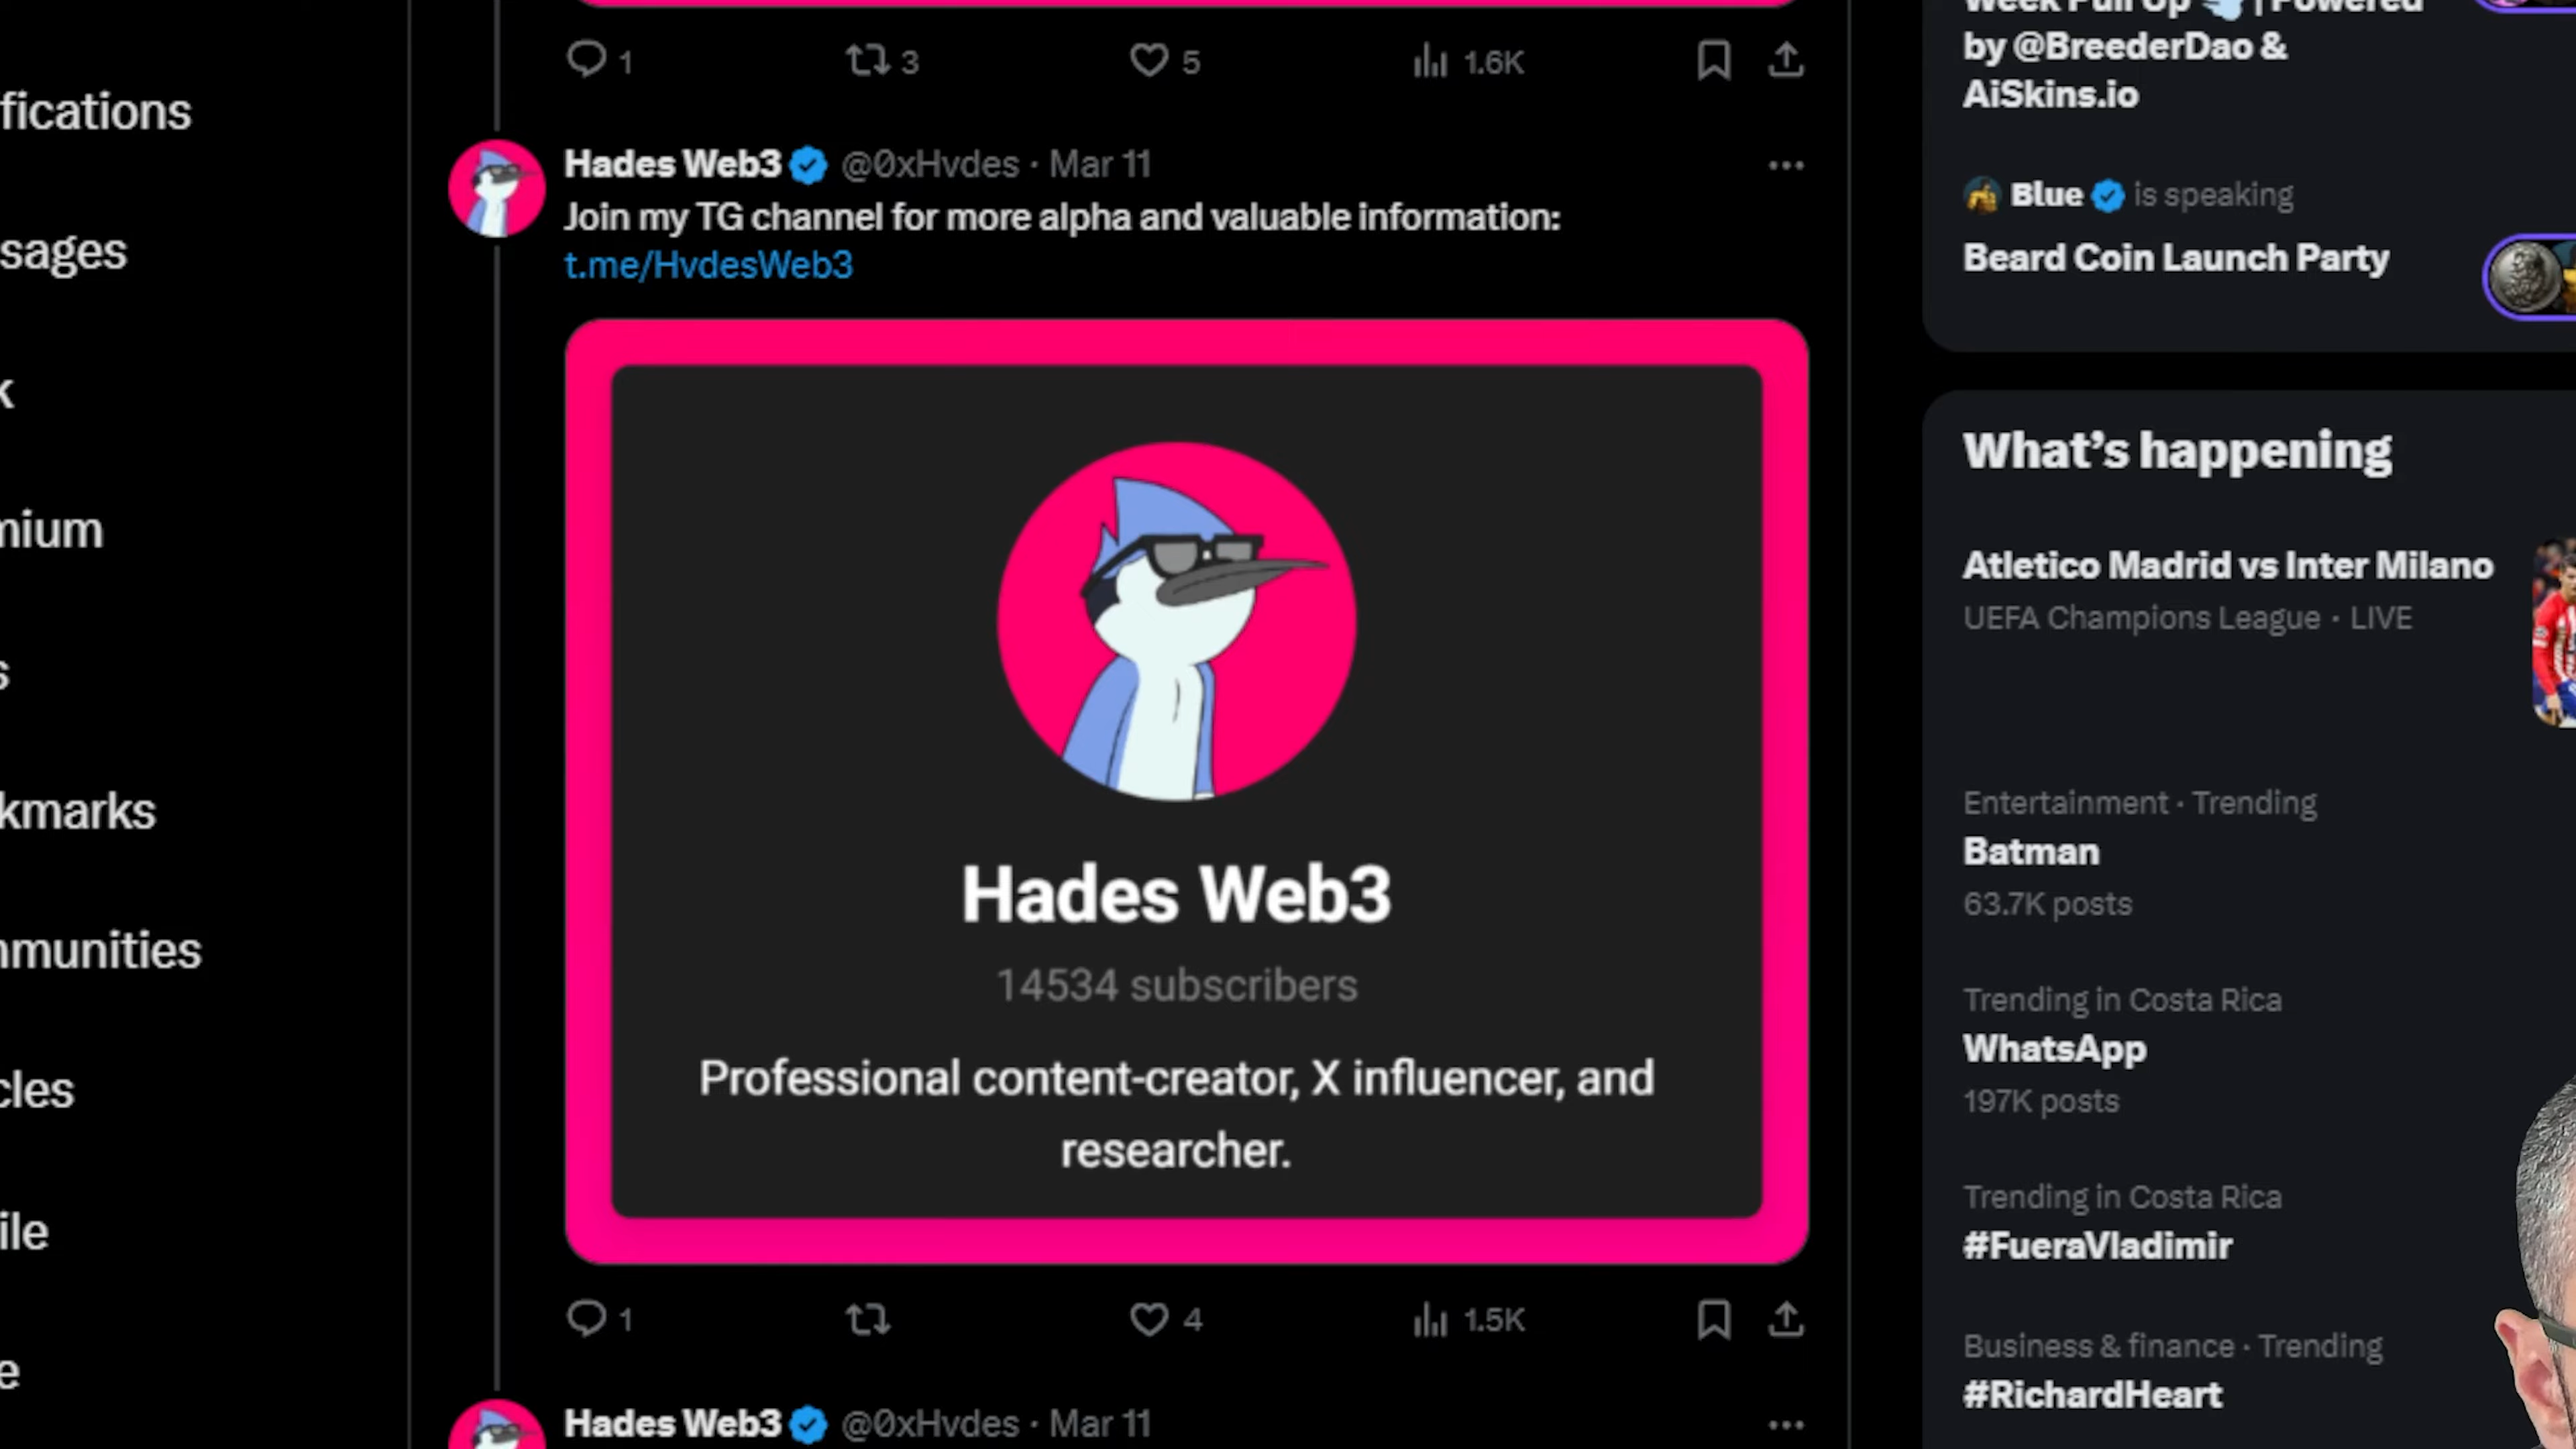 fications
sages
k
mium
s
kmarks
mmunities
cles
ile
e
1 3 5 1.6K
Hades Web3 @0xHvdes · Mar 11
Join my TG channel for more alpha and valuable information:
t.me/HvdesWeb3
Hades Web3
14534 subscribers
Professional content-creator, X influencer, and
researcher.
1 4 1.5K
Hades Web3 @0xHvdes · Mar 11
Week Pull Up | Powered
by @BreederDao &
AiSkins.io
Blue is speaking
Beard Coin Launch Party
What's happening
Atletico Madrid vs Inter Milano
UEFA Champions League · LIVE
Entertainment · Trending
Batman
63.7K posts
Trending in Costa Rica
WhatsApp
197K posts
Trending in Costa Rica
#FueraVladimir
Business & finance · Trending
#RichardHeart